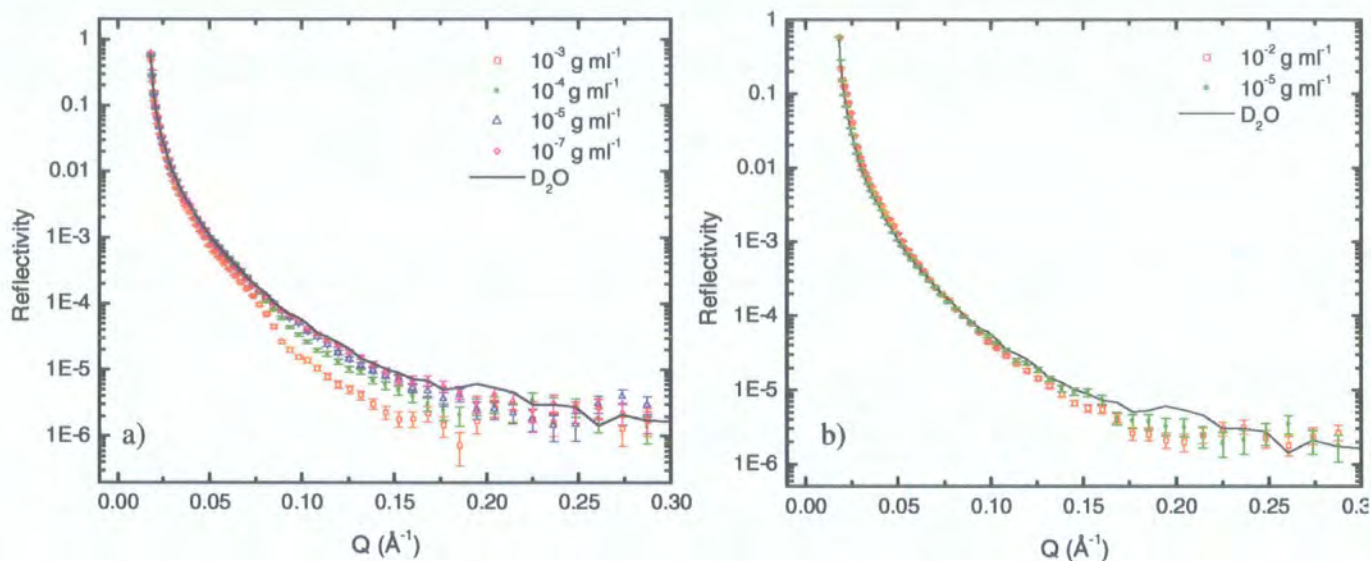 1
0.1
0.01
1E-3
1E-4
1E-5
1E-6
Reflectivity
10⁻³ g ml⁻¹
10⁻⁴ g ml⁻¹
10⁻⁵ g ml⁻¹
10⁻⁷ g ml⁻¹
D₂O
a)
0.00 0.05 0.10 0.15 0.20 0.25 0.30
Q (Å⁻¹)
1
0.1
0.01
1E-3
1E-4
1E-5
1E-6
Reflectivity
10⁻² g ml⁻¹
10⁻⁵ g ml⁻¹
D₂O
b)
0.00 0.05 0.10 0.15 0.20 0.25 0.3
Q (Å⁻¹)